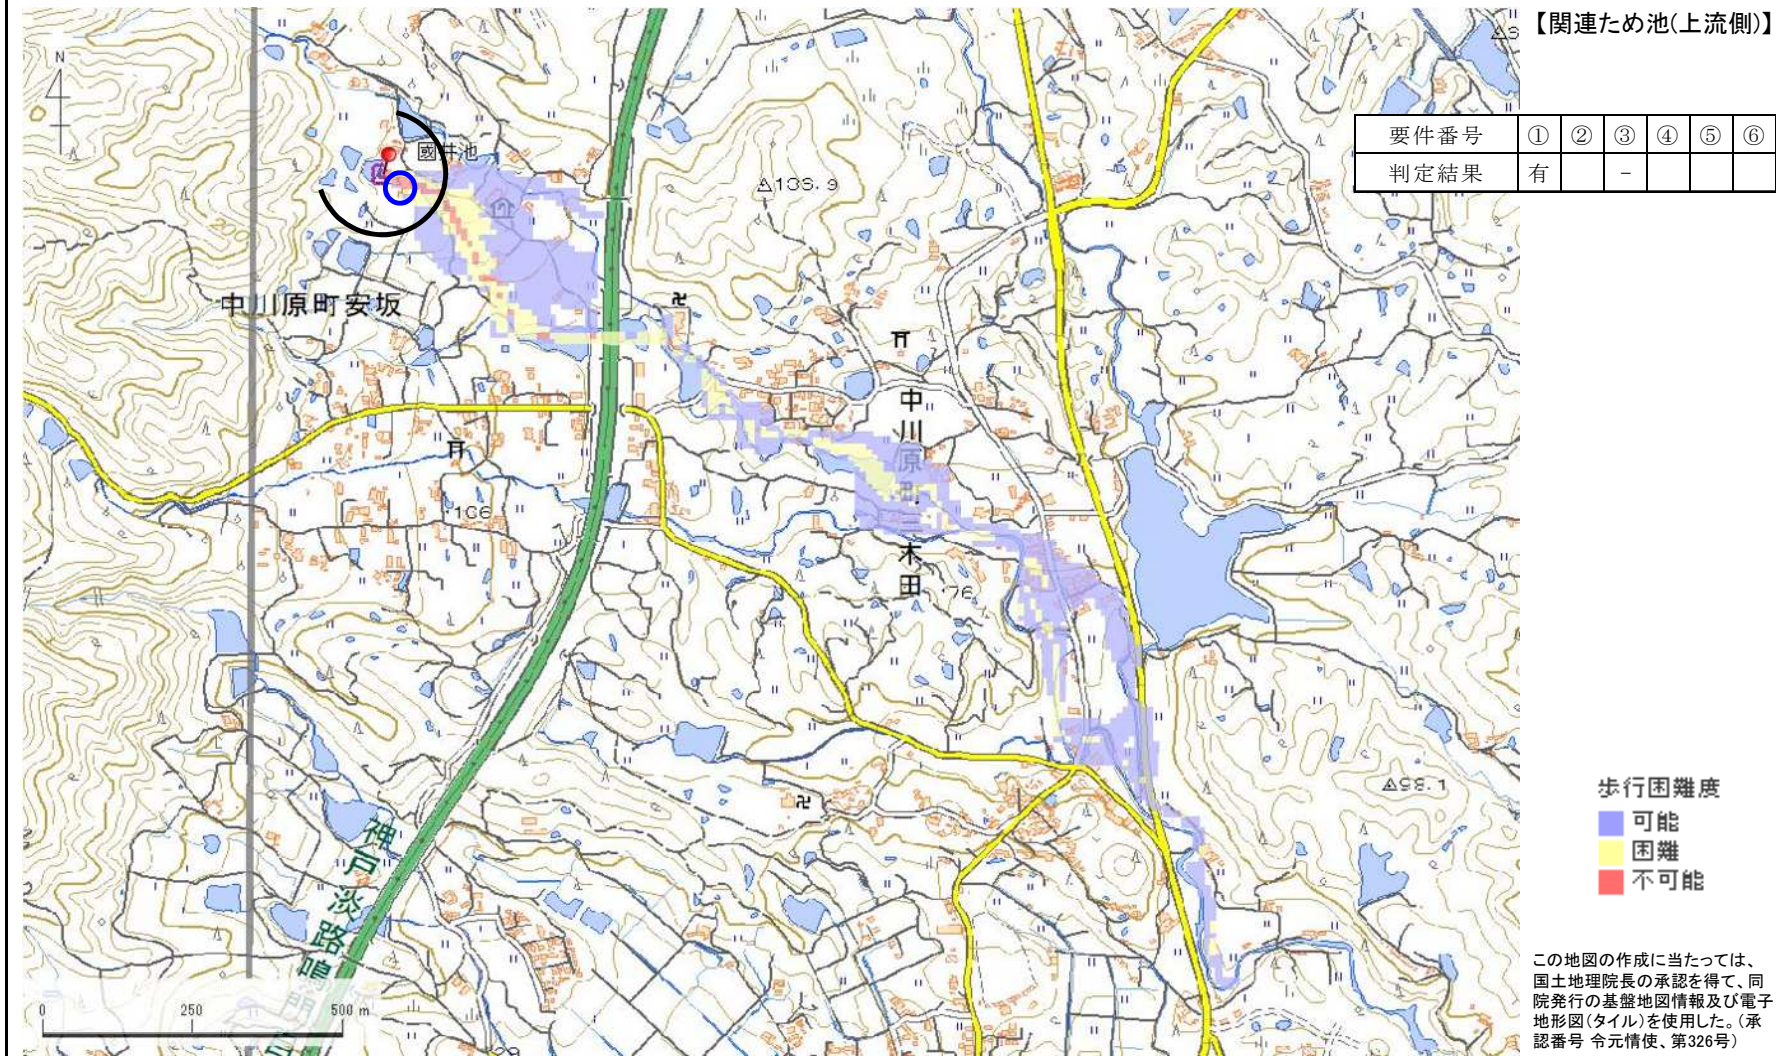 【関連ため池(上流側)】
要件番号 ① ② ③ ④ ⑤ ⑥
判定結果 有 -
N
國井池
135.9
209
中川原町安坂
中川原町三木田
106
76
98.1
神戸淡路鳴門
0 250 500 m
歩行困難度
可能
困難
不可能
この地図の作成に当たっては、
国土地理院長の承認を得て、同
院発行の基盤地図情報及び電子
地形図(タイル)を使用した。(承
認番号 令元情使、第326号)